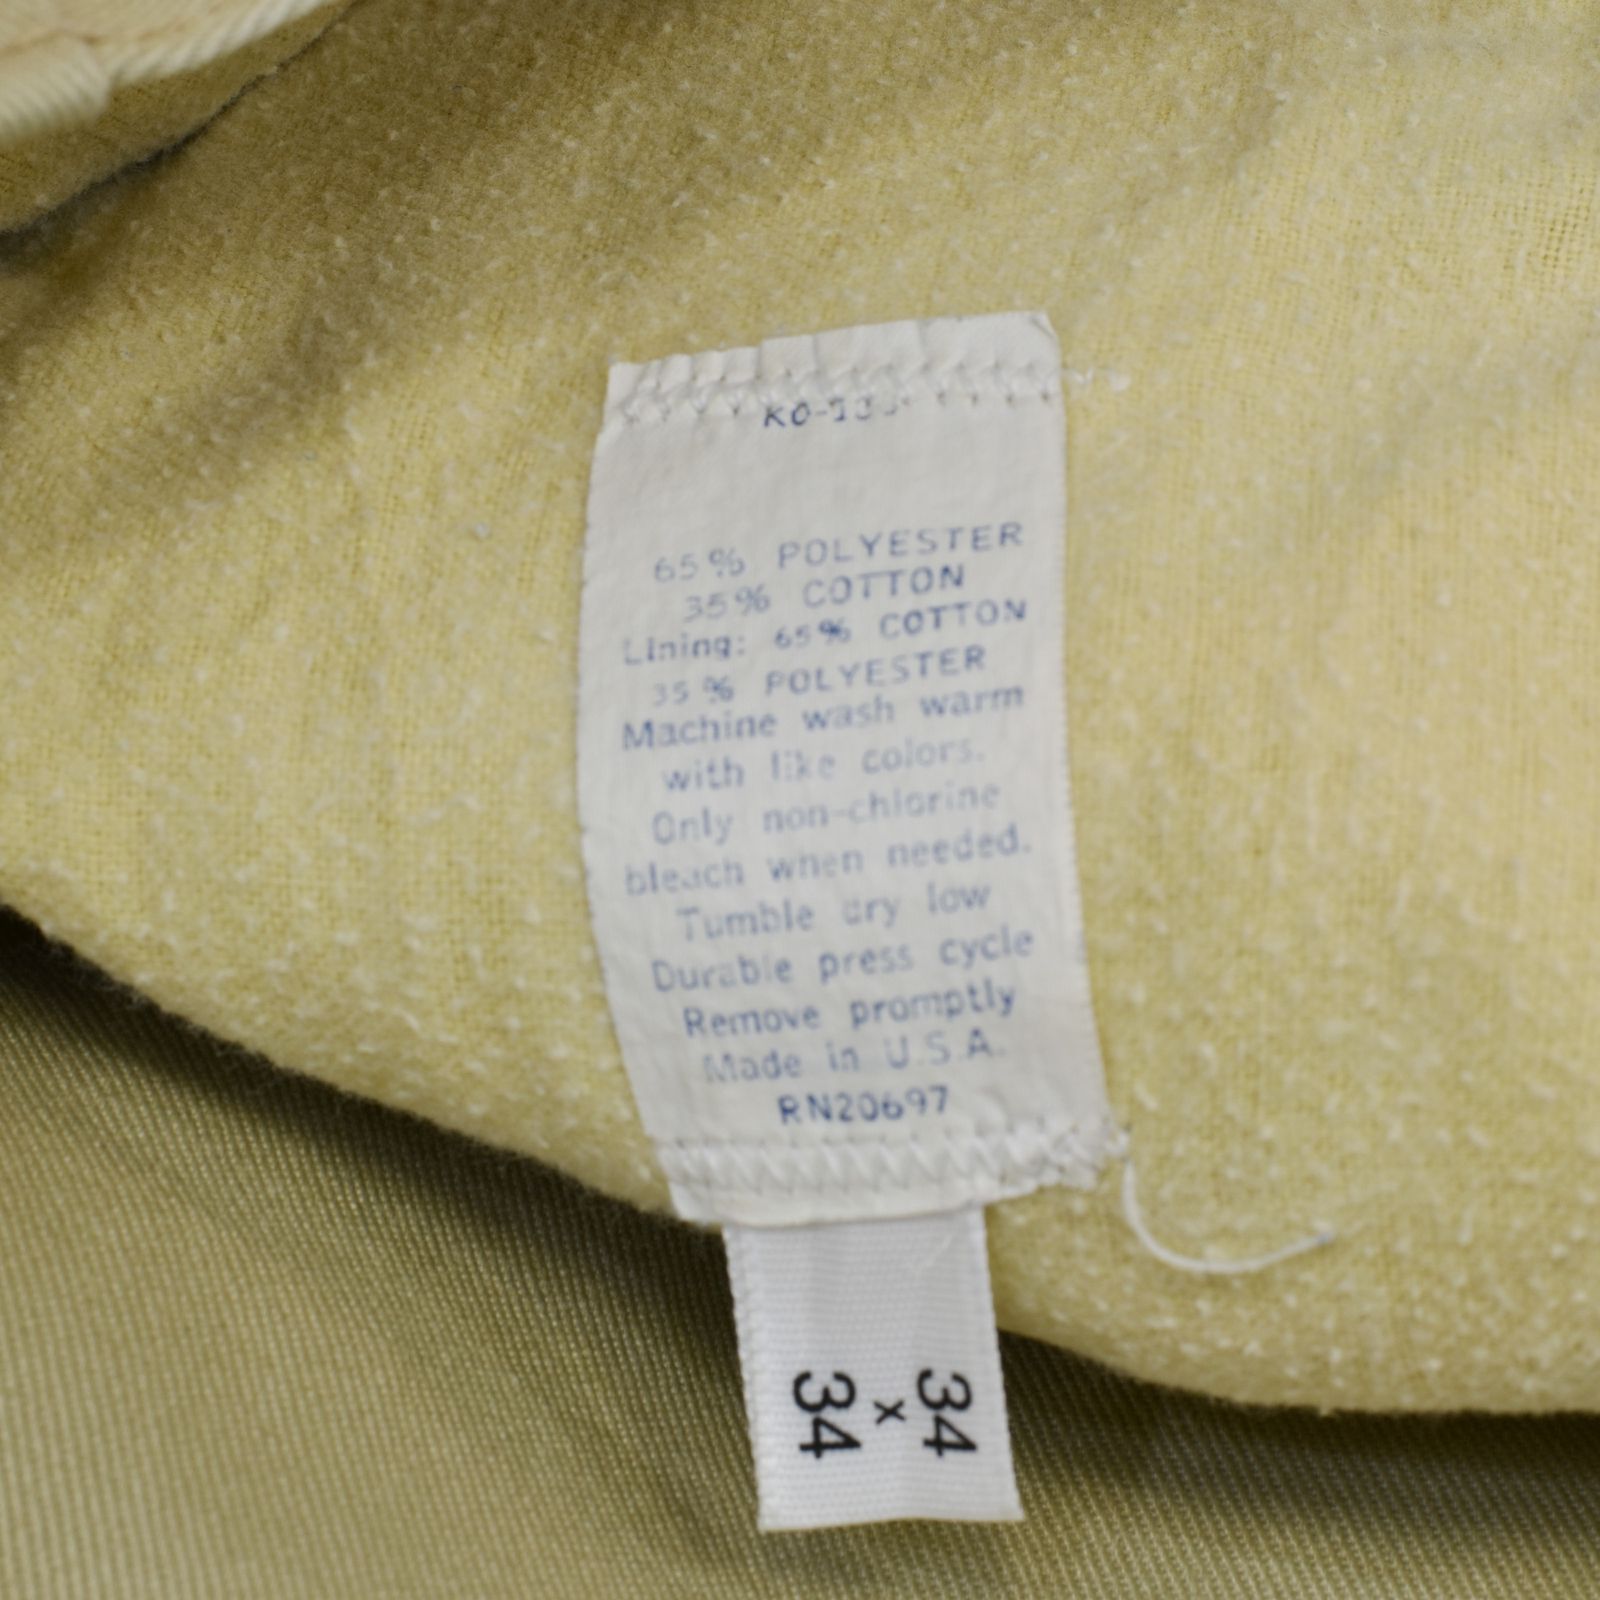 65% POLYESTER
35% COTTON
Lining: 65% COTTON
35% POLYESTER
Machine wash warm
with like colors.
Only non-chlorine
bleach when needed.
Tumble dry low
Durable press cycle
Remove promptly
Made in U.S.A.
RN20697
34
x
34